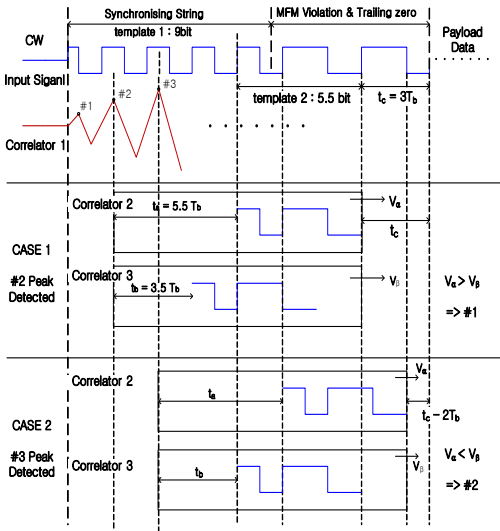 Synchronising String
MFM Violation & Trailing zero
template 1 : 9bit
CW
Payload
Data
Input Siganl
#1
#2
#3
template 2 : 5.5 bit
tc = 3Tb
Correlator 1
Correlator 2
Vα
ta = 5.5 Tb
tc
CASE 1
#2 Peak
Detected
Correlator 3
Vβ
tb = 3.5 Tb
Vα > Vβ
=> #1
Correlator 2
Vα
ta
tc - 2Tb
CASE 2
#3 Peak
Detected
Correlator 3
Vβ
tb
Vα < Vβ
=> #2